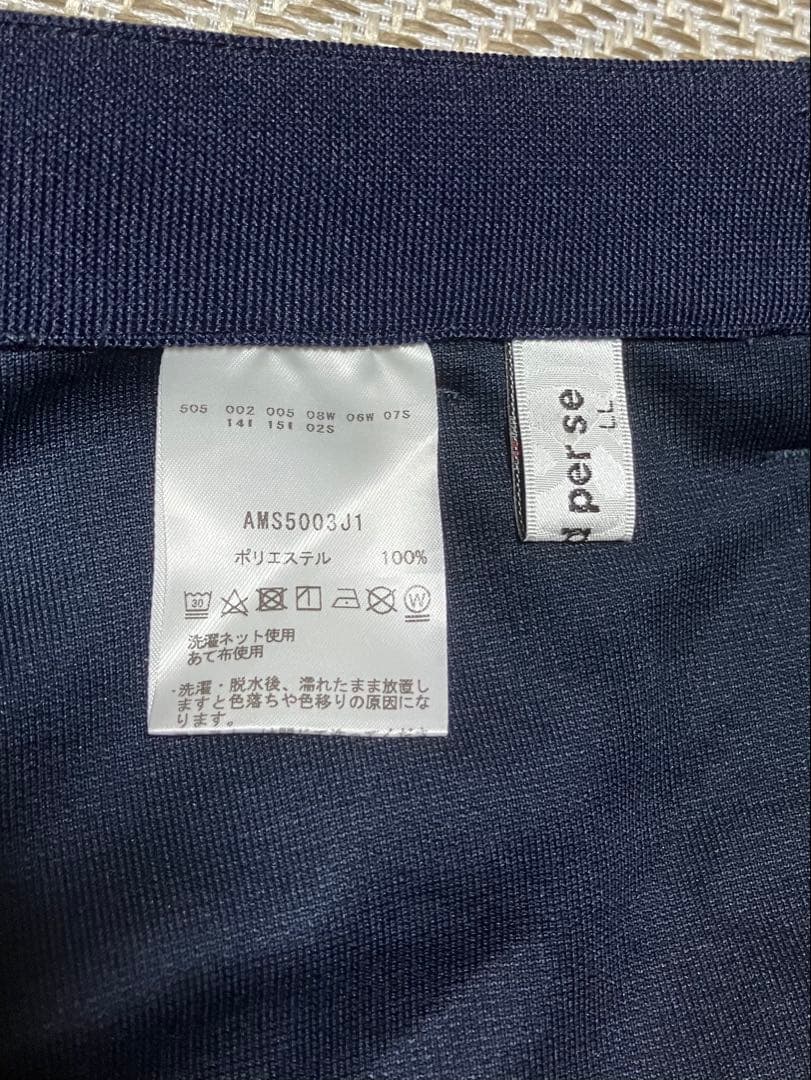 505 002 005 08W 06W 07S
14I 15I 02S
AMS5003J1
ポリエステル 100%
30
W
洗濯ネット使用
あて布使用
・洗濯・脱水後、濡れたまま放置し
ますと色落ちや色移りの原因にな
ります。
per se
LL